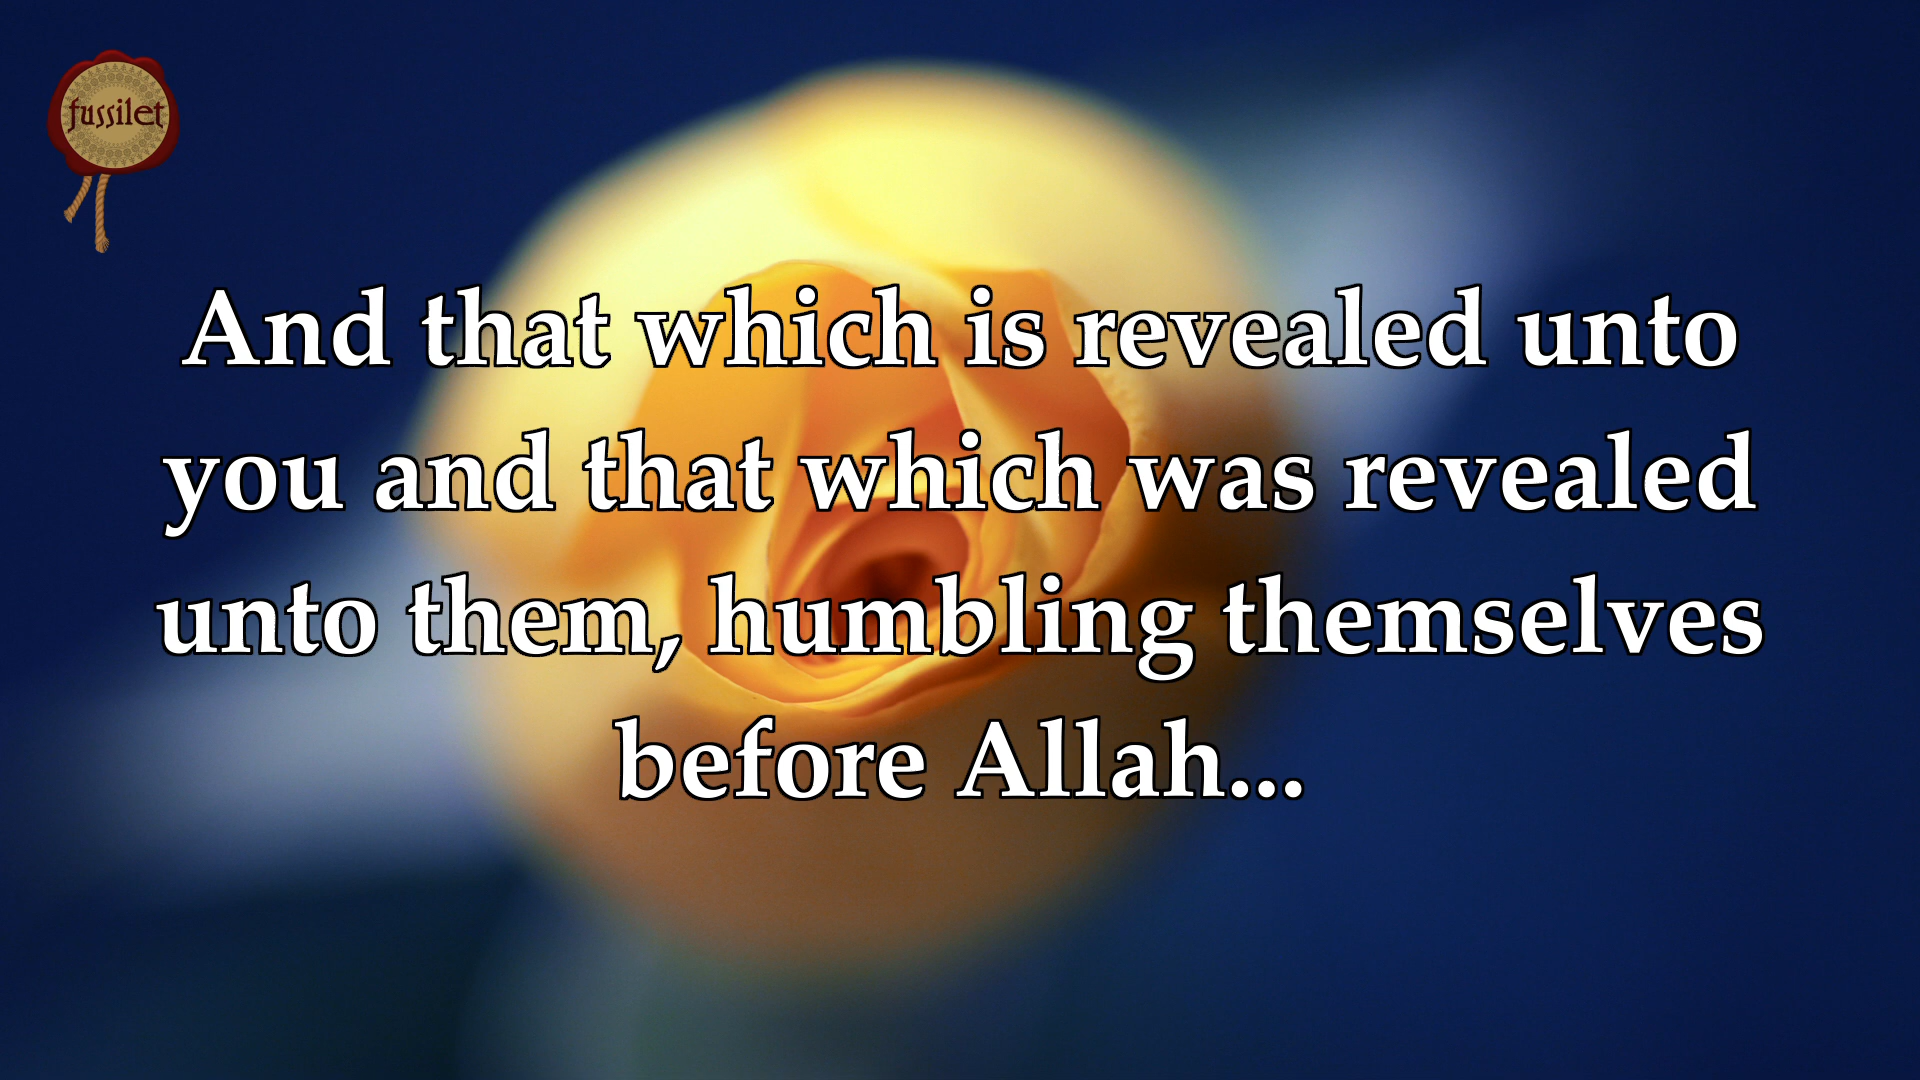 fussilet
And that which is revealed unto
you and that which was revealed
unto them, humbling themselves
before Allah...